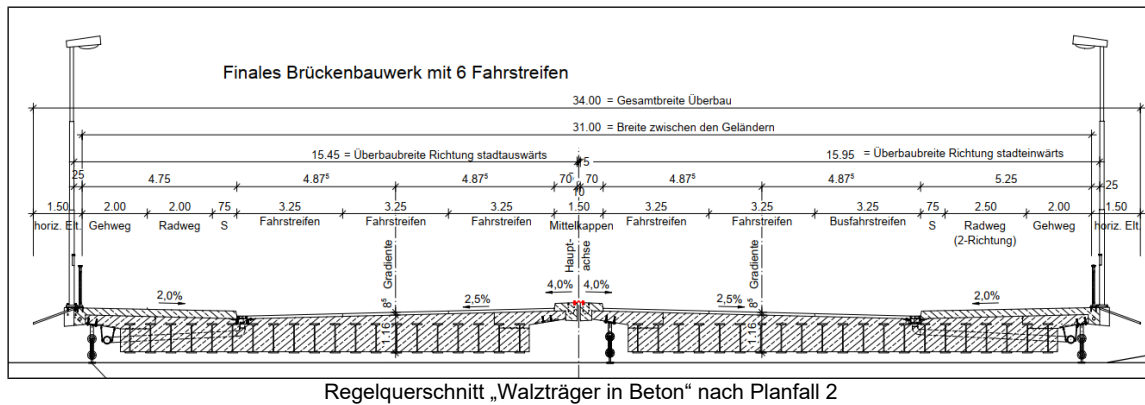 Finales Brückenbauwerk mit 6 Fahrstreifen
34.00 = Gesamtbreite Überbau
31.00 = Breite zwischen den Geländern
15.45 = Überbaubreite Richtung stadtauswärts
5
15.95 = Überbaubreite Richtung stadteinwärts
25 4.75 4.87⁵ 4.87⁵ 70 70 4.87⁵ 4.87⁵ 5.25 25
10
1.50 2.00 2.00 75 3.25 3.25 3.25 1.50 3.25 3.25 3.25 75 2.50 2.00 1.50
horiz. Elt. Gehweg Radweg S Fahrstreifen Fahrstreifen Fahrstreifen Mittelkappen Fahrstreifen Fahrstreifen Busfahrstreifen S Radweg Gehweg horiz. Elt.
(2-Richtung)
Gradiente
Haupt-
achse
Gradiente
2,0% 2,5% 4,0% 4,0% 2,5% 2,0%
8⁵ 8⁵
1.16 1.16
Regelquerschnitt „Walzträger in Beton“ nach Planfall 2